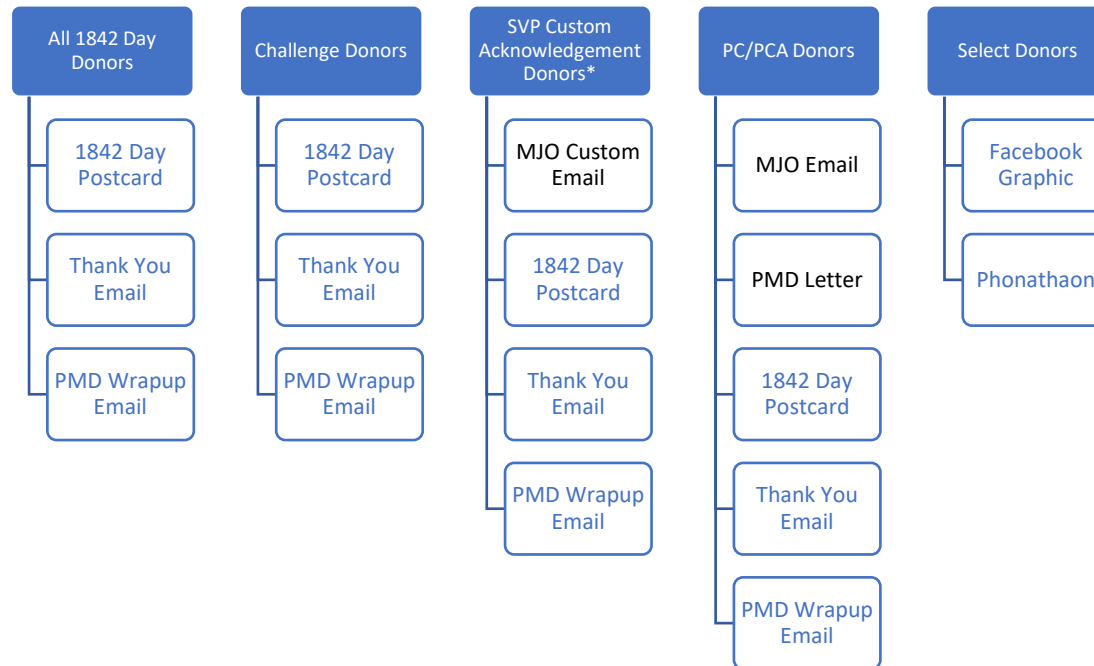 All 1842 Day
Donors
1842 Day
Postcard
Thank You
Email
PMD Wrapup
Email
Challenge Donors
1842 Day
Postcard
Thank You
Email
PMD Wrapup
Email
SVP Custom
Acknowledgement
Donors*
MJO Custom
Email
1842 Day
Postcard
Thank You
Email
PMD Wrapup
Email
PC/PCA Donors
MJO Email
PMD Letter
1842 Day
Postcard
Thank You
Email
PMD Wrapup
Email
Select Donors
Facebook
Graphic
Phonathaon